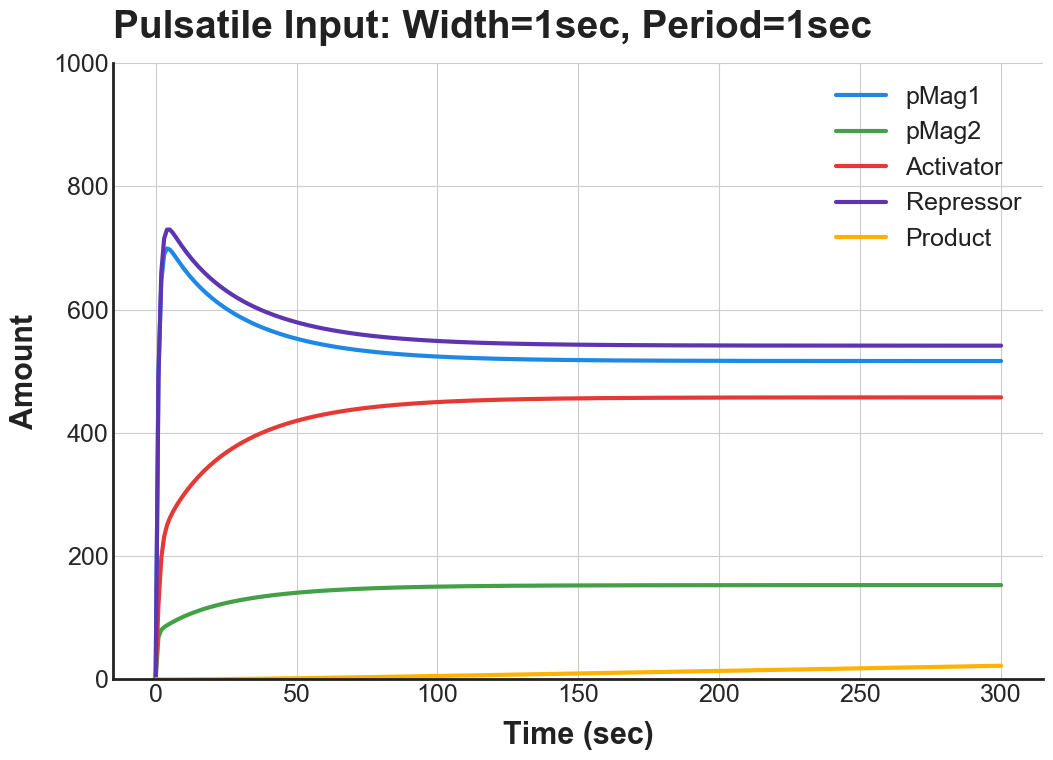 Pulsatile Input: Width=1sec, Period=1sec
1000
800
600
400
200
0
Amount
pMag1
pMag2
Activator
Repressor
Product
0 50 100 150 200 250 300
Time (sec)